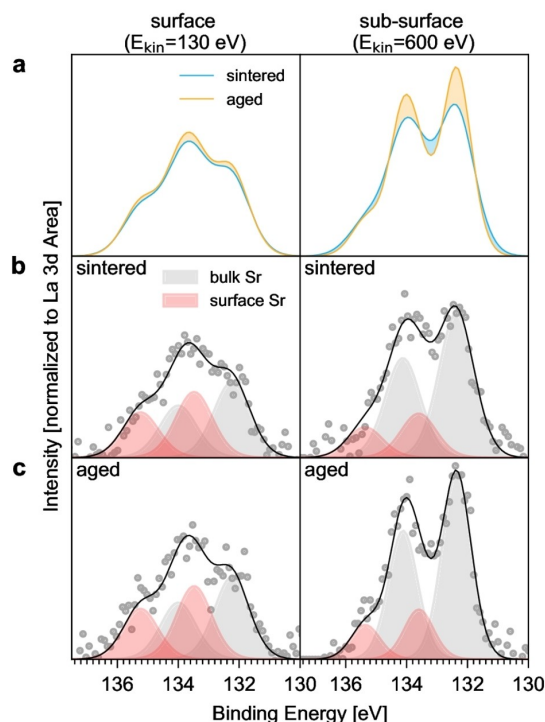 surface
(E_kin=130 eV)
sub-surface
(E_kin=600 eV)
a
sintered
aged
b
sintered
bulk Sr
surface Sr
sintered
c
aged
aged
Intensity [normalized to La 3d Area]
136 134 132 130 136 134 132 130
Binding Energy [eV]